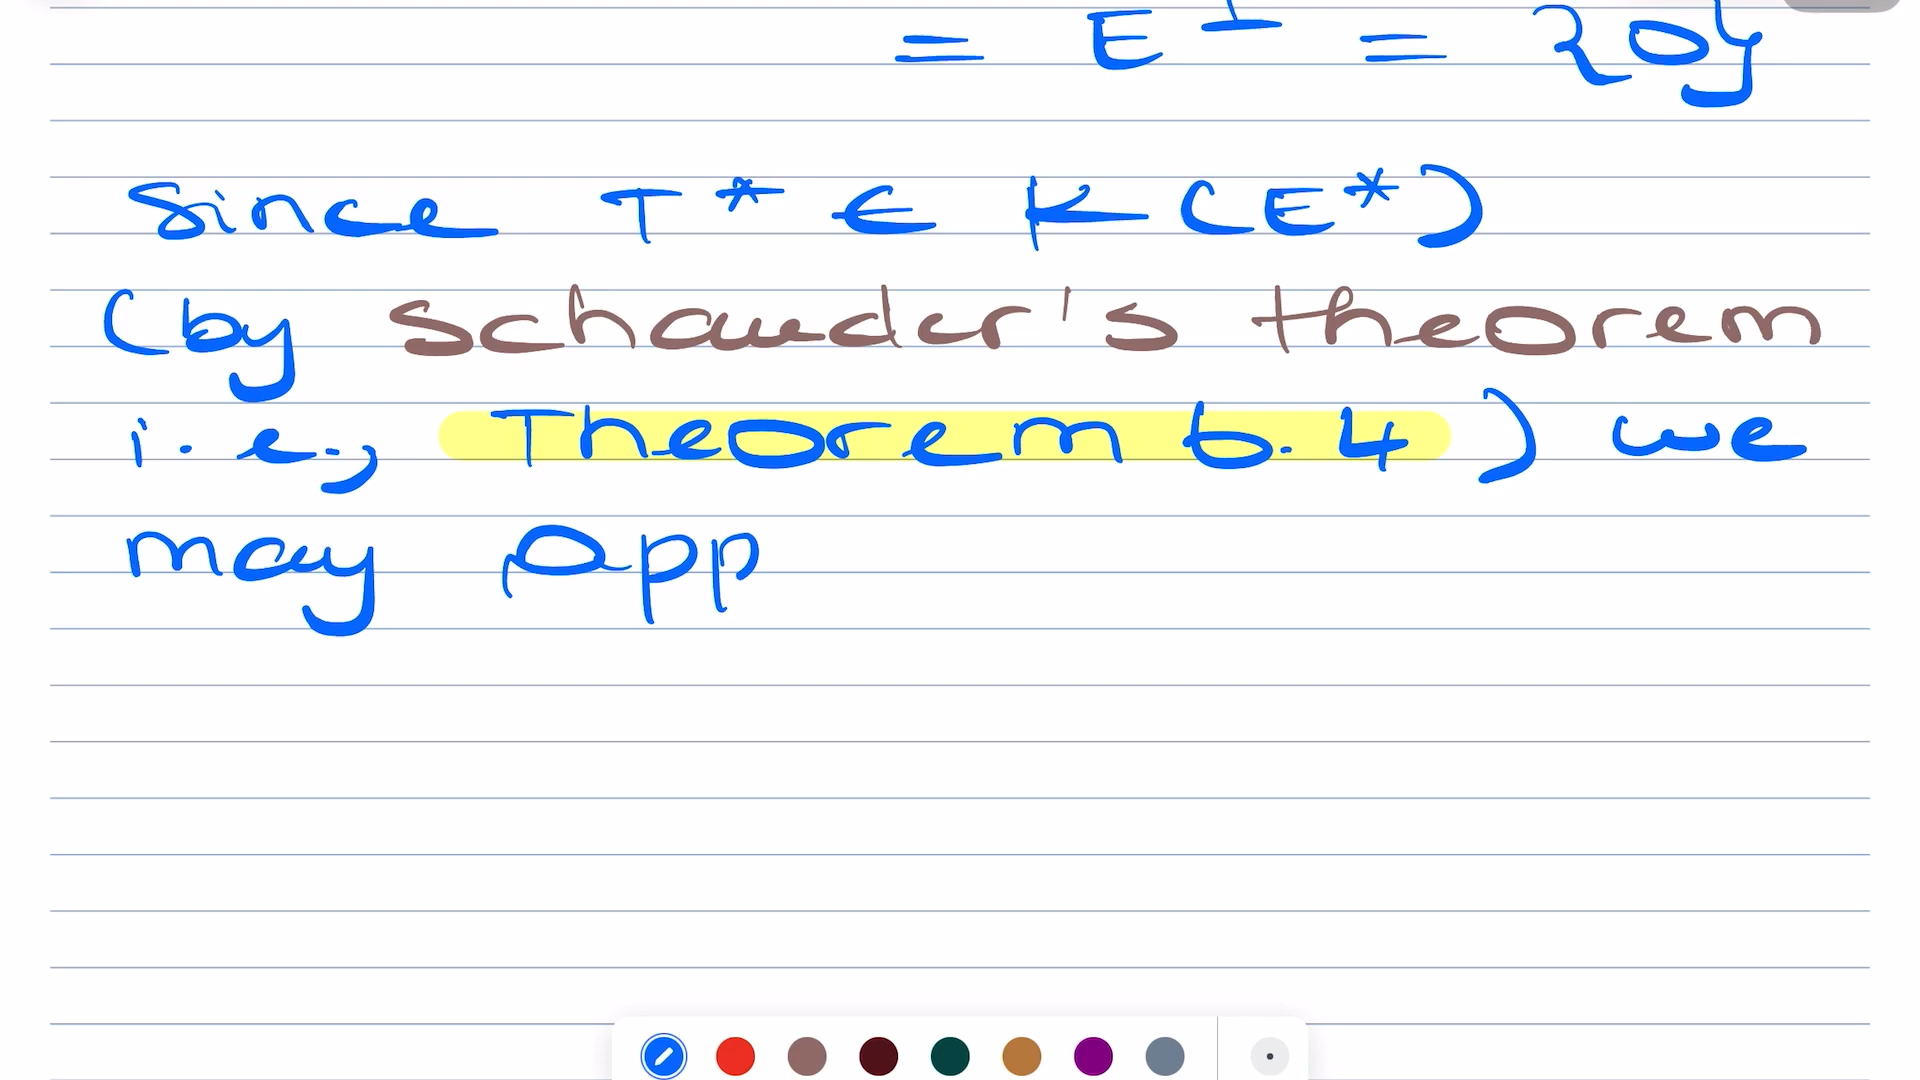 = E⊥ = {0}
Since T* ∈ K(E*)
(by Schauder's theorem
i.e., Theorem 6.4) we
may App